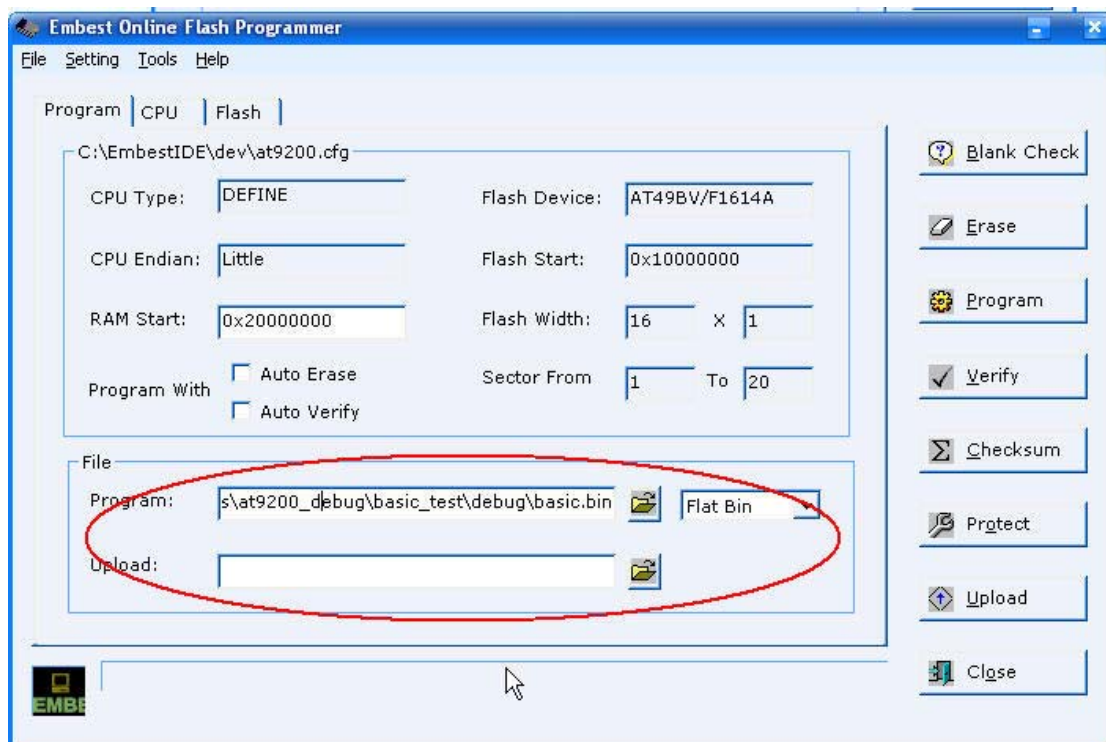 Embest Online Flash Programmer
File Setting Tools Help
Program CPU Flash
C:\EmbestIDE\dev\at9200.cfg
CPU Type: DEFINE Flash Device: AT49BV/F1614A
CPU Endian: Little Flash Start: 0x10000000
RAM Start: 0x20000000 Flash Width: 16 X 1
Program With Auto Erase Sector From 1 To 20
Auto Verify
File
Program: s\at9200_debug\basic_test\debug\basic.bin Flat Bin
Upload:
Blank Check
Erase
Program
Verify
Checksum
Protect
Upload
Close
EMBE